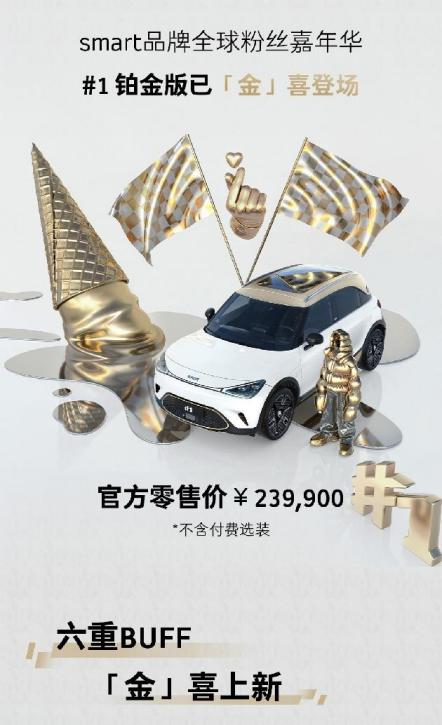 smart品牌全球粉丝嘉年华
#1 铂金版已「金」喜登场
官方零售价 ¥ 239,900
*不含付费选装
#1
六重BUFF
「金」喜上新